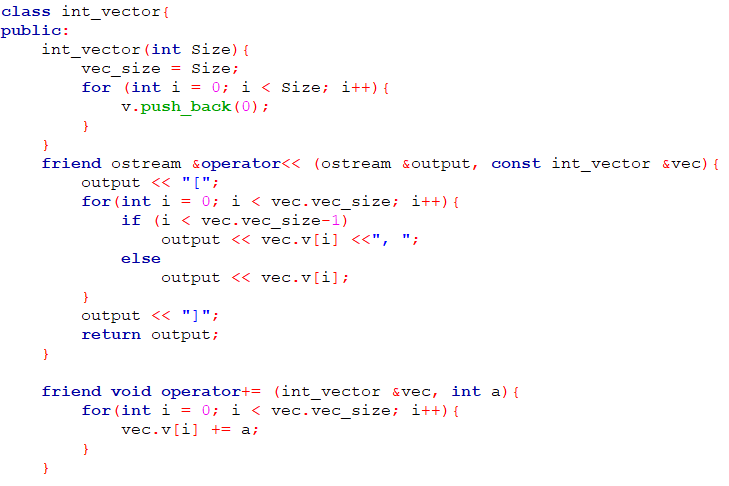 class int_vector{
public:
    int_vector(int Size){
        vec_size = Size;
        for (int i = 0; i < Size; i++){
            v.push_back(0);
        }
    }
    friend ostream &operator<< (ostream &output, const int_vector &vec){
        output << "[";
        for(int i = 0; i < vec.vec_size; i++){
            if (i < vec.vec_size-1)
                output << vec.v[i] <<", ";
            else
                output << vec.v[i];
        }
        output << "]";
        return output;
    }

    friend void operator+= (int_vector &vec, int a){
        for(int i = 0; i < vec.vec_size; i++){
            vec.v[i] += a;
        }
    }